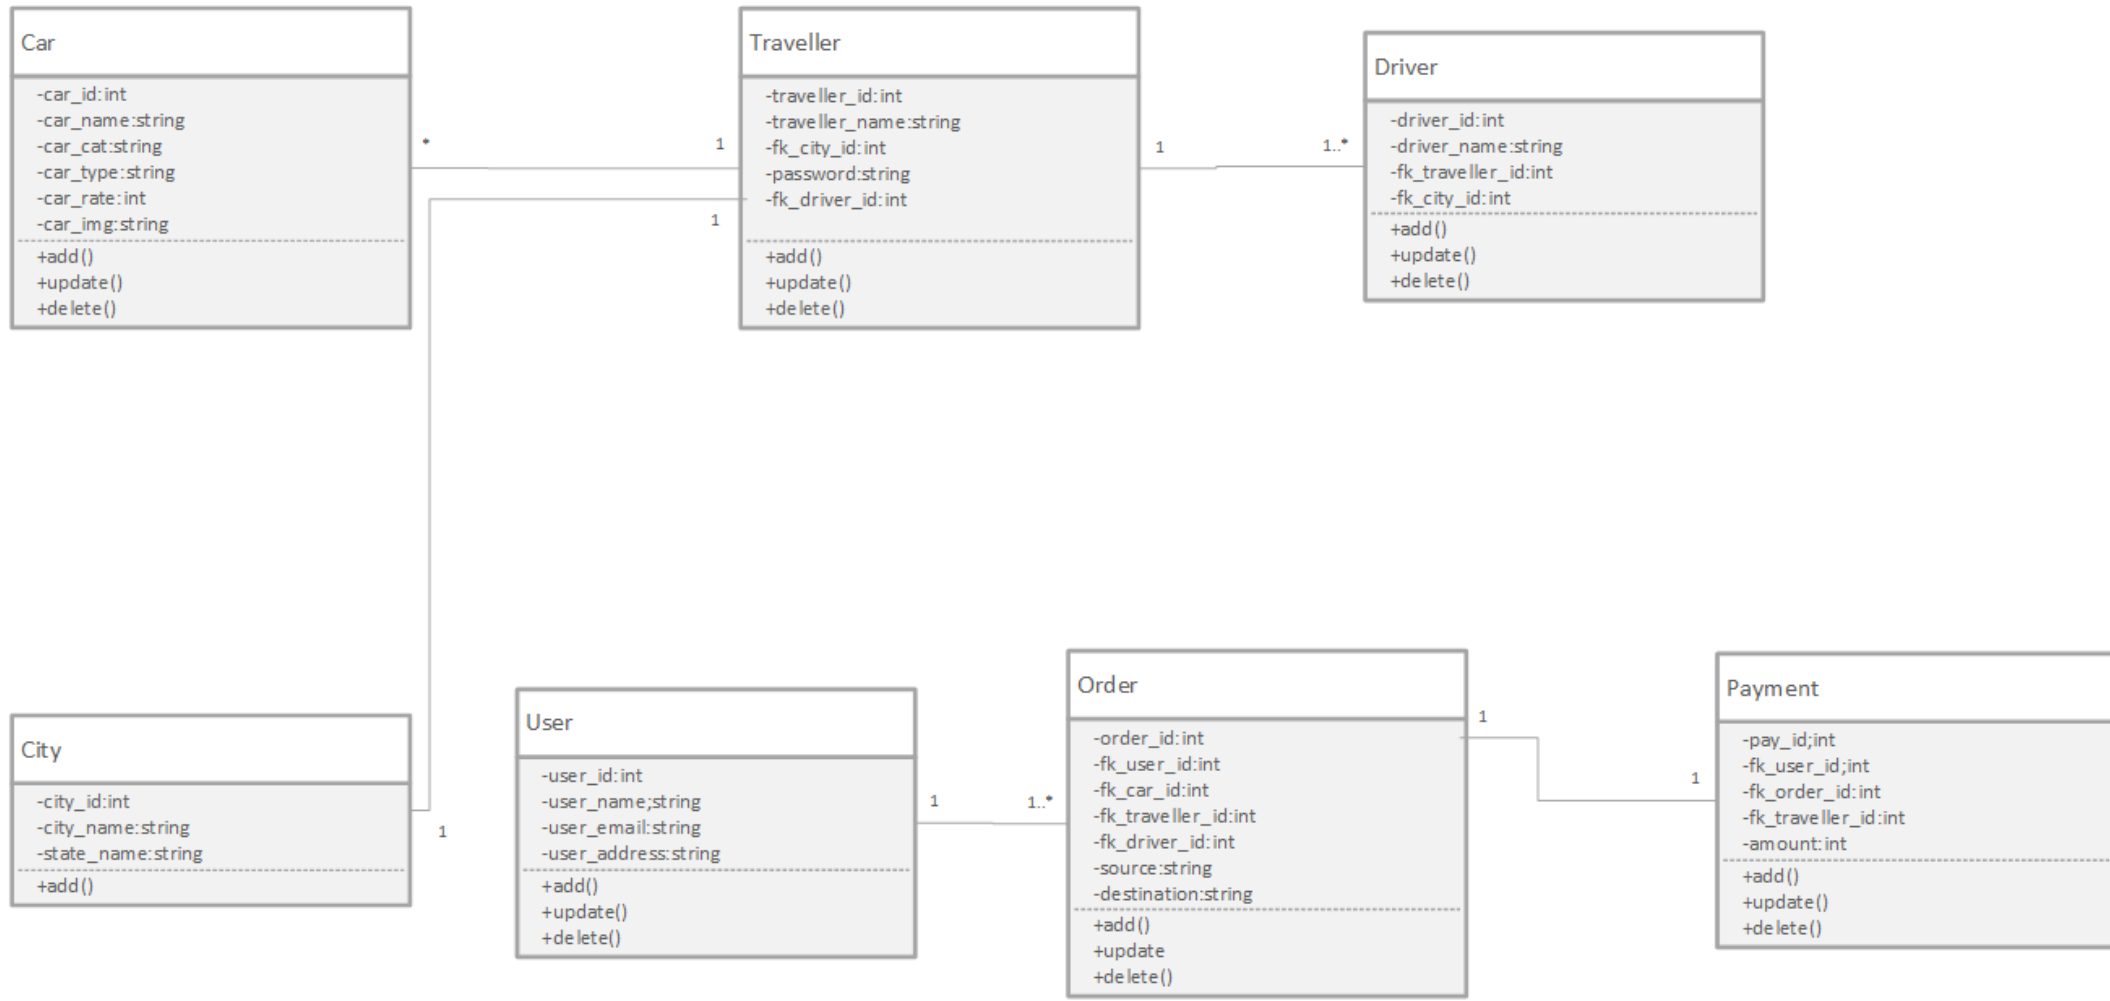 Car
-car_id:int
-car_name:string
-car_cat:string
-car_type:string
-car_rate:int
-car_img:string
+add()
+update()
+delete()
*
1
Traveller
-traveller_id:int
-traveller_name:string
-fk_city_id:int
-password:string
-fk_driver_id:int
+add()
+update()
+delete()
1
1..*
Driver
-driver_id:int
-driver_name:string
-fk_traveller_id:int
-fk_city_id:int
+add()
+update()
+delete()
1
City
-city_id:int
-city_name:string
-state_name:string
+add()
1
User
-user_id:int
-user_name;string
-user_email:string
-user_address:string
+add()
+update()
+delete()
1
1..*
Order
-order_id:int
-fk_user_id:int
-fk_car_id:int
-fk_traveller_id:int
-fk_driver_id:int
-source:string
-destination:string
+add()
+update
+delete()
1
1
Payment
-pay_id;int
-fk_user_id;int
-fk_order_id:int
-fk_traveller_id:int
-amount:int
+add()
+update()
+delete()